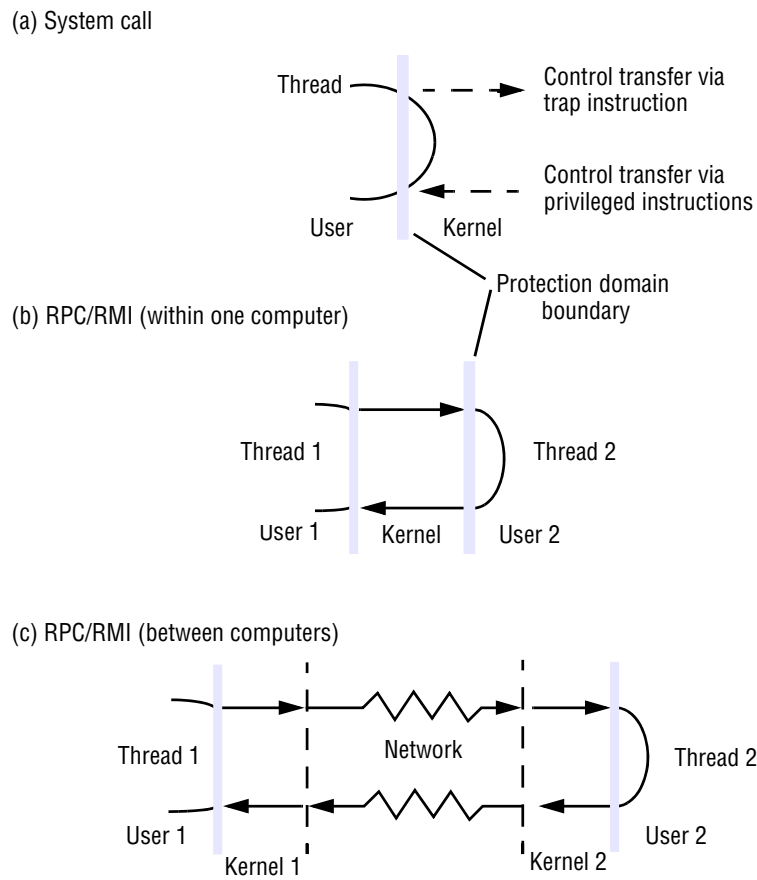 (a) System call
Thread
Control transfer via
trap instruction
Control transfer via
privileged instructions
User
Kernel
Protection domain
boundary
(b) RPC/RMI (within one computer)
Thread 1
Thread 2
User 1
Kernel
User 2
(c) RPC/RMI (between computers)
Thread 1
Network
Thread 2
User 1
User 2
Kernel 1
Kernel 2